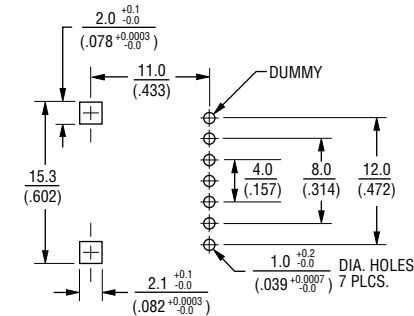 2.0 +0.1 -0.0
(.078 +0.0003 -0.0)
11.0
(.433)
DUMMY
15.3
(.602)
4.0
(.157)
8.0
(.314)
12.0
(.472)
1.0 +0.2 -0.0
(.039 +0.0007 -0.0)
DIA. HOLES
7 PLCS.
2.1 +0.1 -0.0
(.082 +0.0003 -0.0)